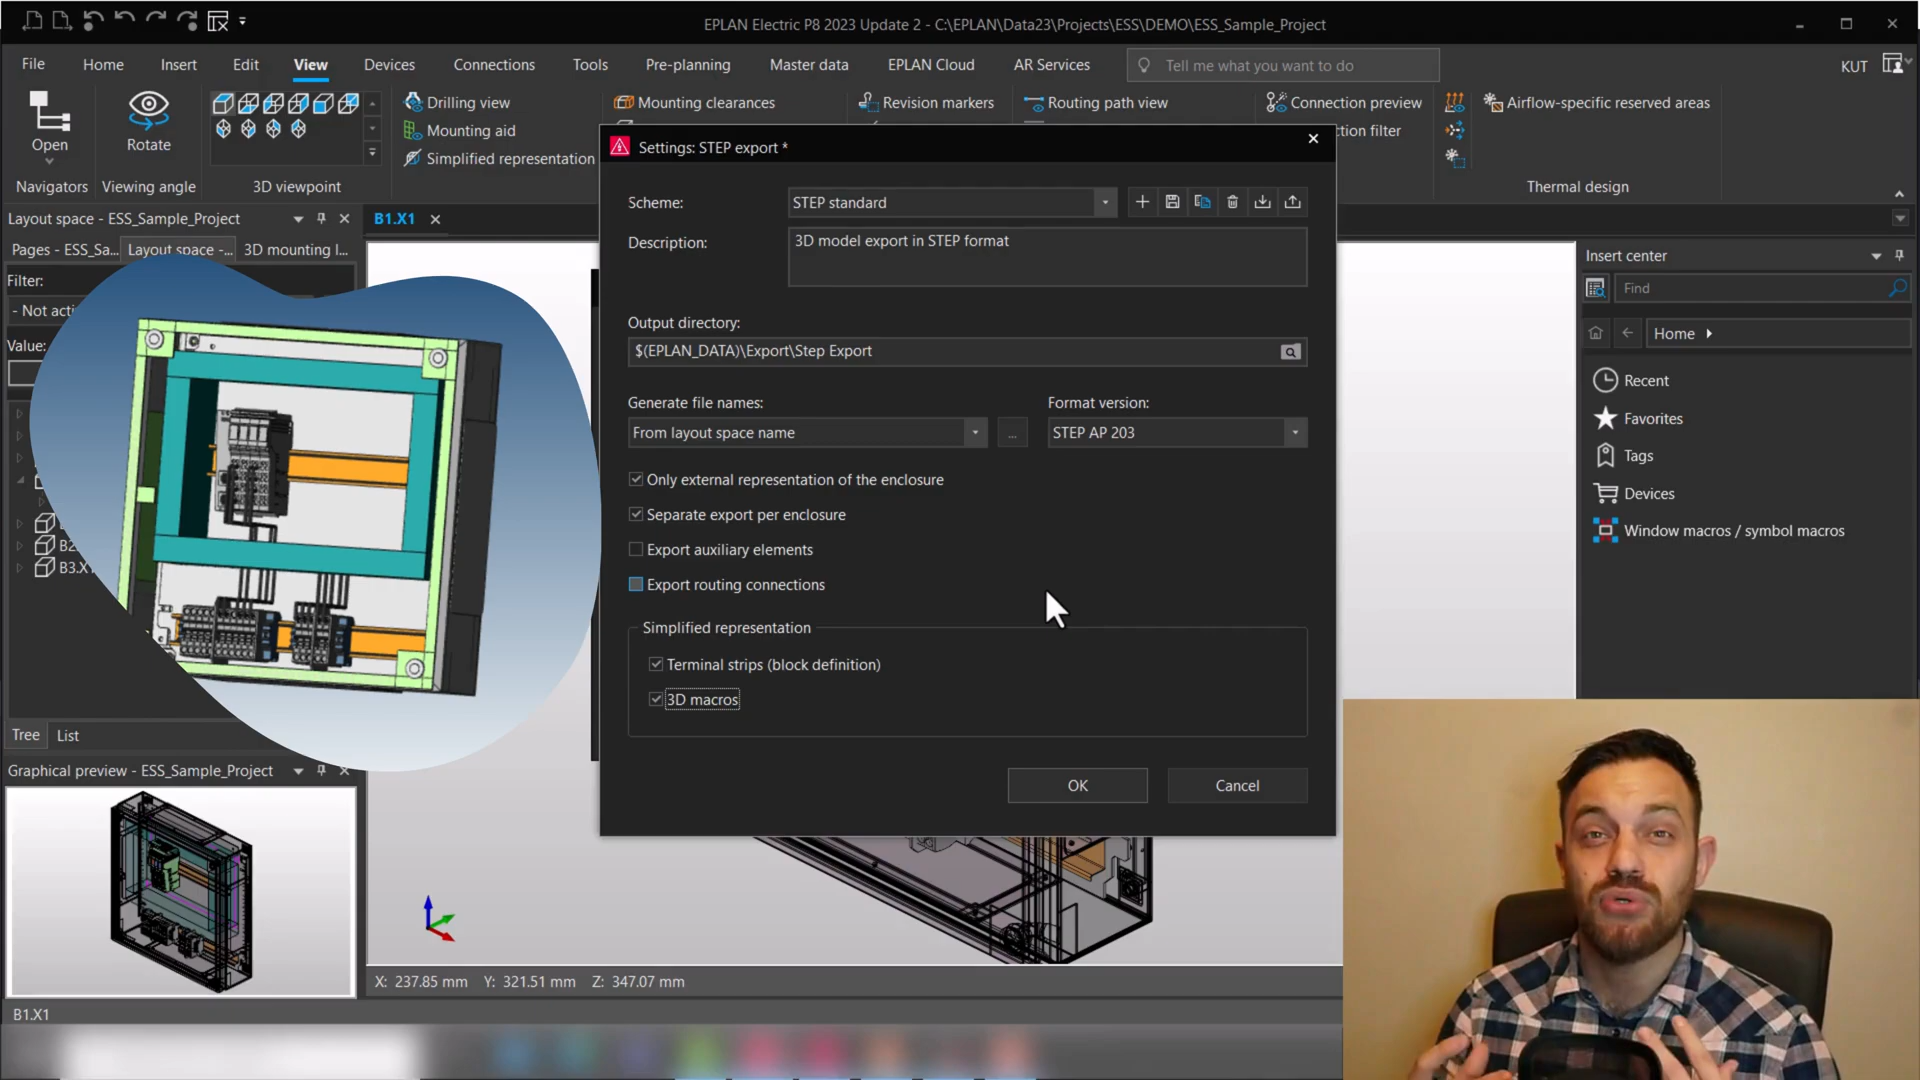 EPLAN Electric P8 2023 Update 2 - C:\EPLAN\Data23\Projects\ESS\DEMO\ESS_Sample_Project
File Home Insert Edit View Devices Connections Tools Pre-planning Master data EPLAN Cloud AR Services Tell me what you want to do KUT
Drilling view Mounting clearances Revision markers Routing path view Connection preview Airflow-specific reserved areas
Open Rotate Mounting aid tion filter
Simplified representation
Navigators Viewing angle 3D viewpoint Thermal design
Layout space - ESS_Sample_Project
B1.X1
Pages - ESS_Sa... Layout space -... 3D mounting l...
Filter:
- Not acti
Value:
B2
B3.X
Tree List
Graphical preview - ESS_Sample_Project
Settings: STEP export *
Scheme: STEP standard
Description: 3D model export in STEP format
Output directory:
$(EPLAN_DATA)\Export\Step Export
Generate file names: Format version:
From layout space name ... STEP AP 203
Only external representation of the enclosure
Separate export per enclosure
Export auxiliary elements
Export routing connections
Simplified representation
Terminal strips (block definition)
3D macros
OK Cancel
Insert center
Find
Home
Recent
Favorites
Tags
Devices
Window macros / symbol macros
X: 237.85 mm Y: 321.51 mm Z: 347.07 mm
B1.X1